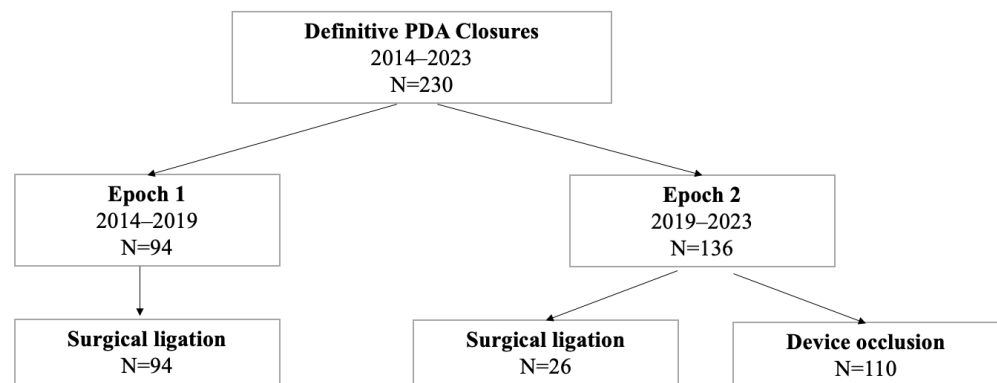 Definitive PDA Closures
2014–2023
N=230
Epoch 1
2014–2019
N=94
Epoch 2
2019–2023
N=136
Surgical ligation
N=94
Surgical ligation
N=26
Device occlusion
N=110